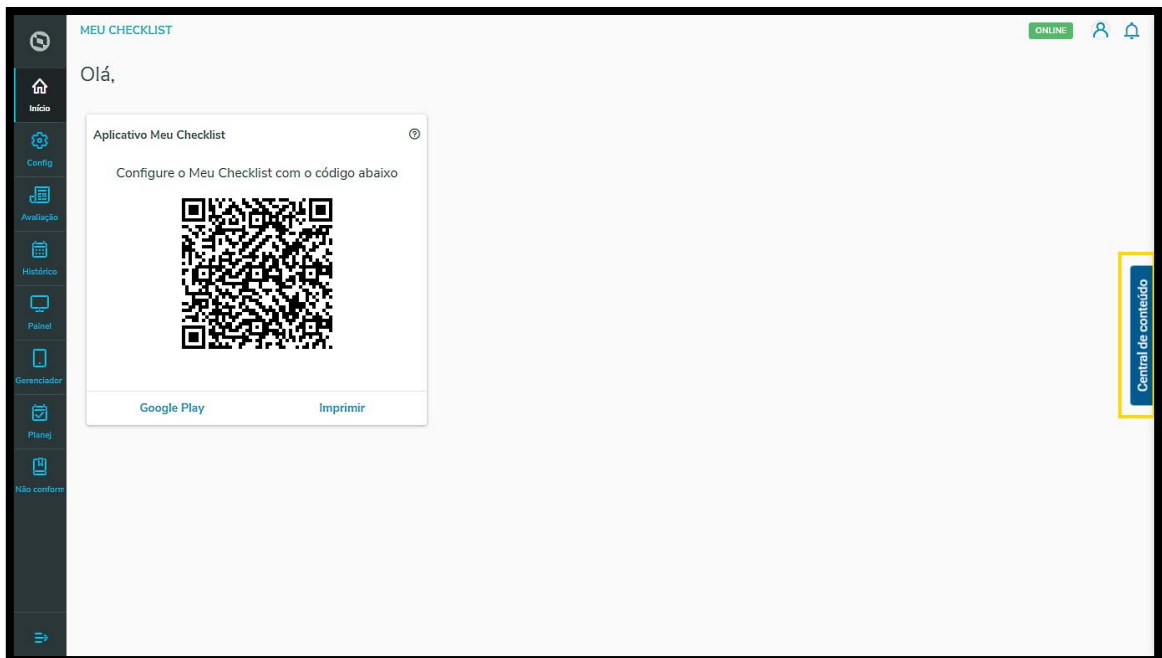 MEU CHECKLIST
ONLINE
Olá,
Início
Config
Avaliação
Histórico
Painel
Gerenciador
Planej
Não conform
Aplicativo Meu Checklist
Configure o Meu Checklist com o código abaixo
Google Play
Imprimir
Central de conteúdo